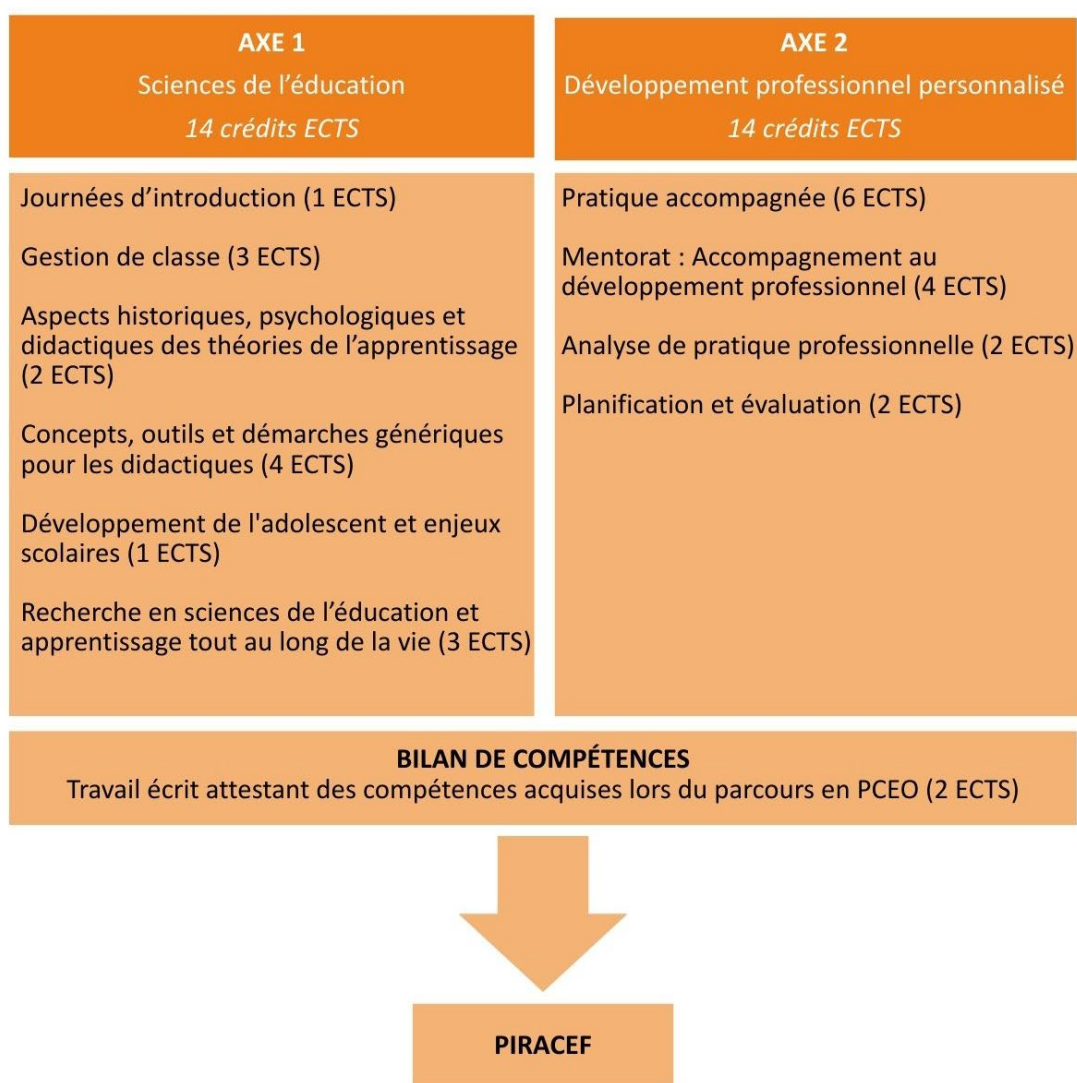 AXE 1
Sciences de l’éducation
14 crédits ECTS
AXE 2
Développement professionnel personnalisé
14 crédits ECTS
Journées d’introduction (1 ECTS)
Gestion de classe (3 ECTS)
Aspects historiques, psychologiques et
didactiques des théories de l’apprentissage
(2 ECTS)
Concepts, outils et démarches génériques
pour les didactiques (4 ECTS)
Développement de l'adolescent et enjeux
scolaires (1 ECTS)
Recherche en sciences de l’éducation et
apprentissage tout au long de la vie (3 ECTS)
Pratique accompagnée (6 ECTS)
Mentorat : Accompagnement au
développement professionnel (4 ECTS)
Analyse de pratique professionnelle (2 ECTS)
Planification et évaluation (2 ECTS)
BILAN DE COMPÉTENCES
Travail écrit attestant des compétences acquises lors du parcours en PCEO (2 ECTS)
PIRACEF